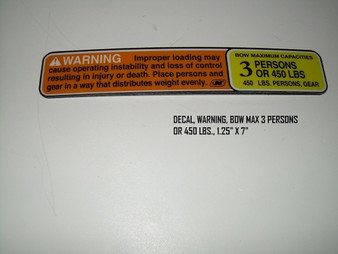 WARNING Improper loading may
cause operating instability and loss of control
resulting in injury or death. Place persons and
gear in a way that distributes weight evenly.
BOW MAXIMUM CAPACITIES
3 PERSONS
OR 450 LBS
450 LBS. PERSONS, GEAR
DECAL, WARNING, BOW MAX 3 PERSONS
OR 450 LBS., 1.25" X 7"